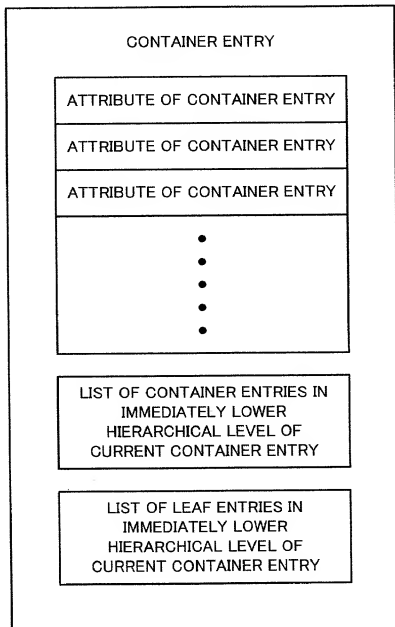 CONTAINER ENTRY
ATTRIBUTE OF CONTAINER ENTRY
ATTRIBUTE OF CONTAINER ENTRY
ATTRIBUTE OF CONTAINER ENTRY
LIST OF CONTAINER ENTRIES IN
IMMEDIATELY LOWER
HIERARCHICAL LEVEL OF
CURRENT CONTAINER ENTRY
LIST OF LEAF ENTRIES IN
IMMEDIATELY LOWER
HIERARCHICAL LEVEL OF
CURRENT CONTAINER ENTRY